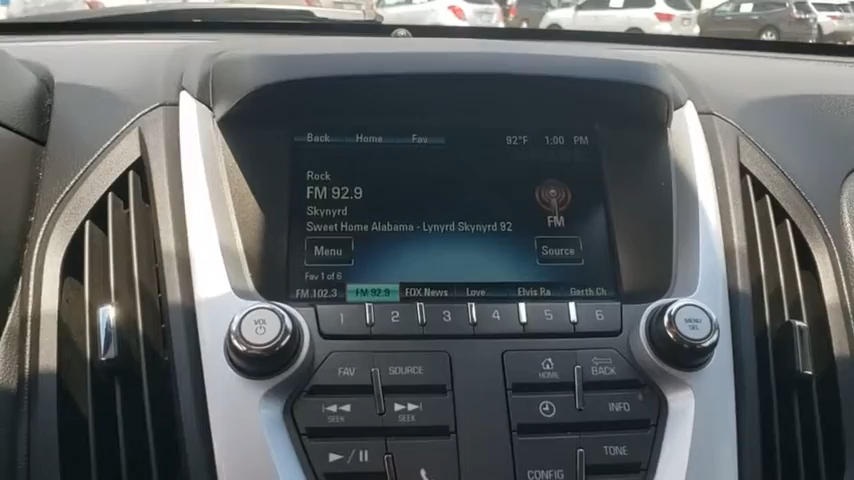 Back Home Fav 92°F 1:00 PM
Rock
FM 92.9
Skynyrd
Sweet Home Alabama - Lynyrd Skynyrd 92
FM
Menu Source
Fav 1 of 6
FM 102.3 FM 92.9 FOX News Love Elvis Ra Garth Ch
1 2 3 4 5 6
VOL
MENU
SEL
FAV SOURCE
HOME BACK
SEEK SEEK
INFO
TONE
CONFIG